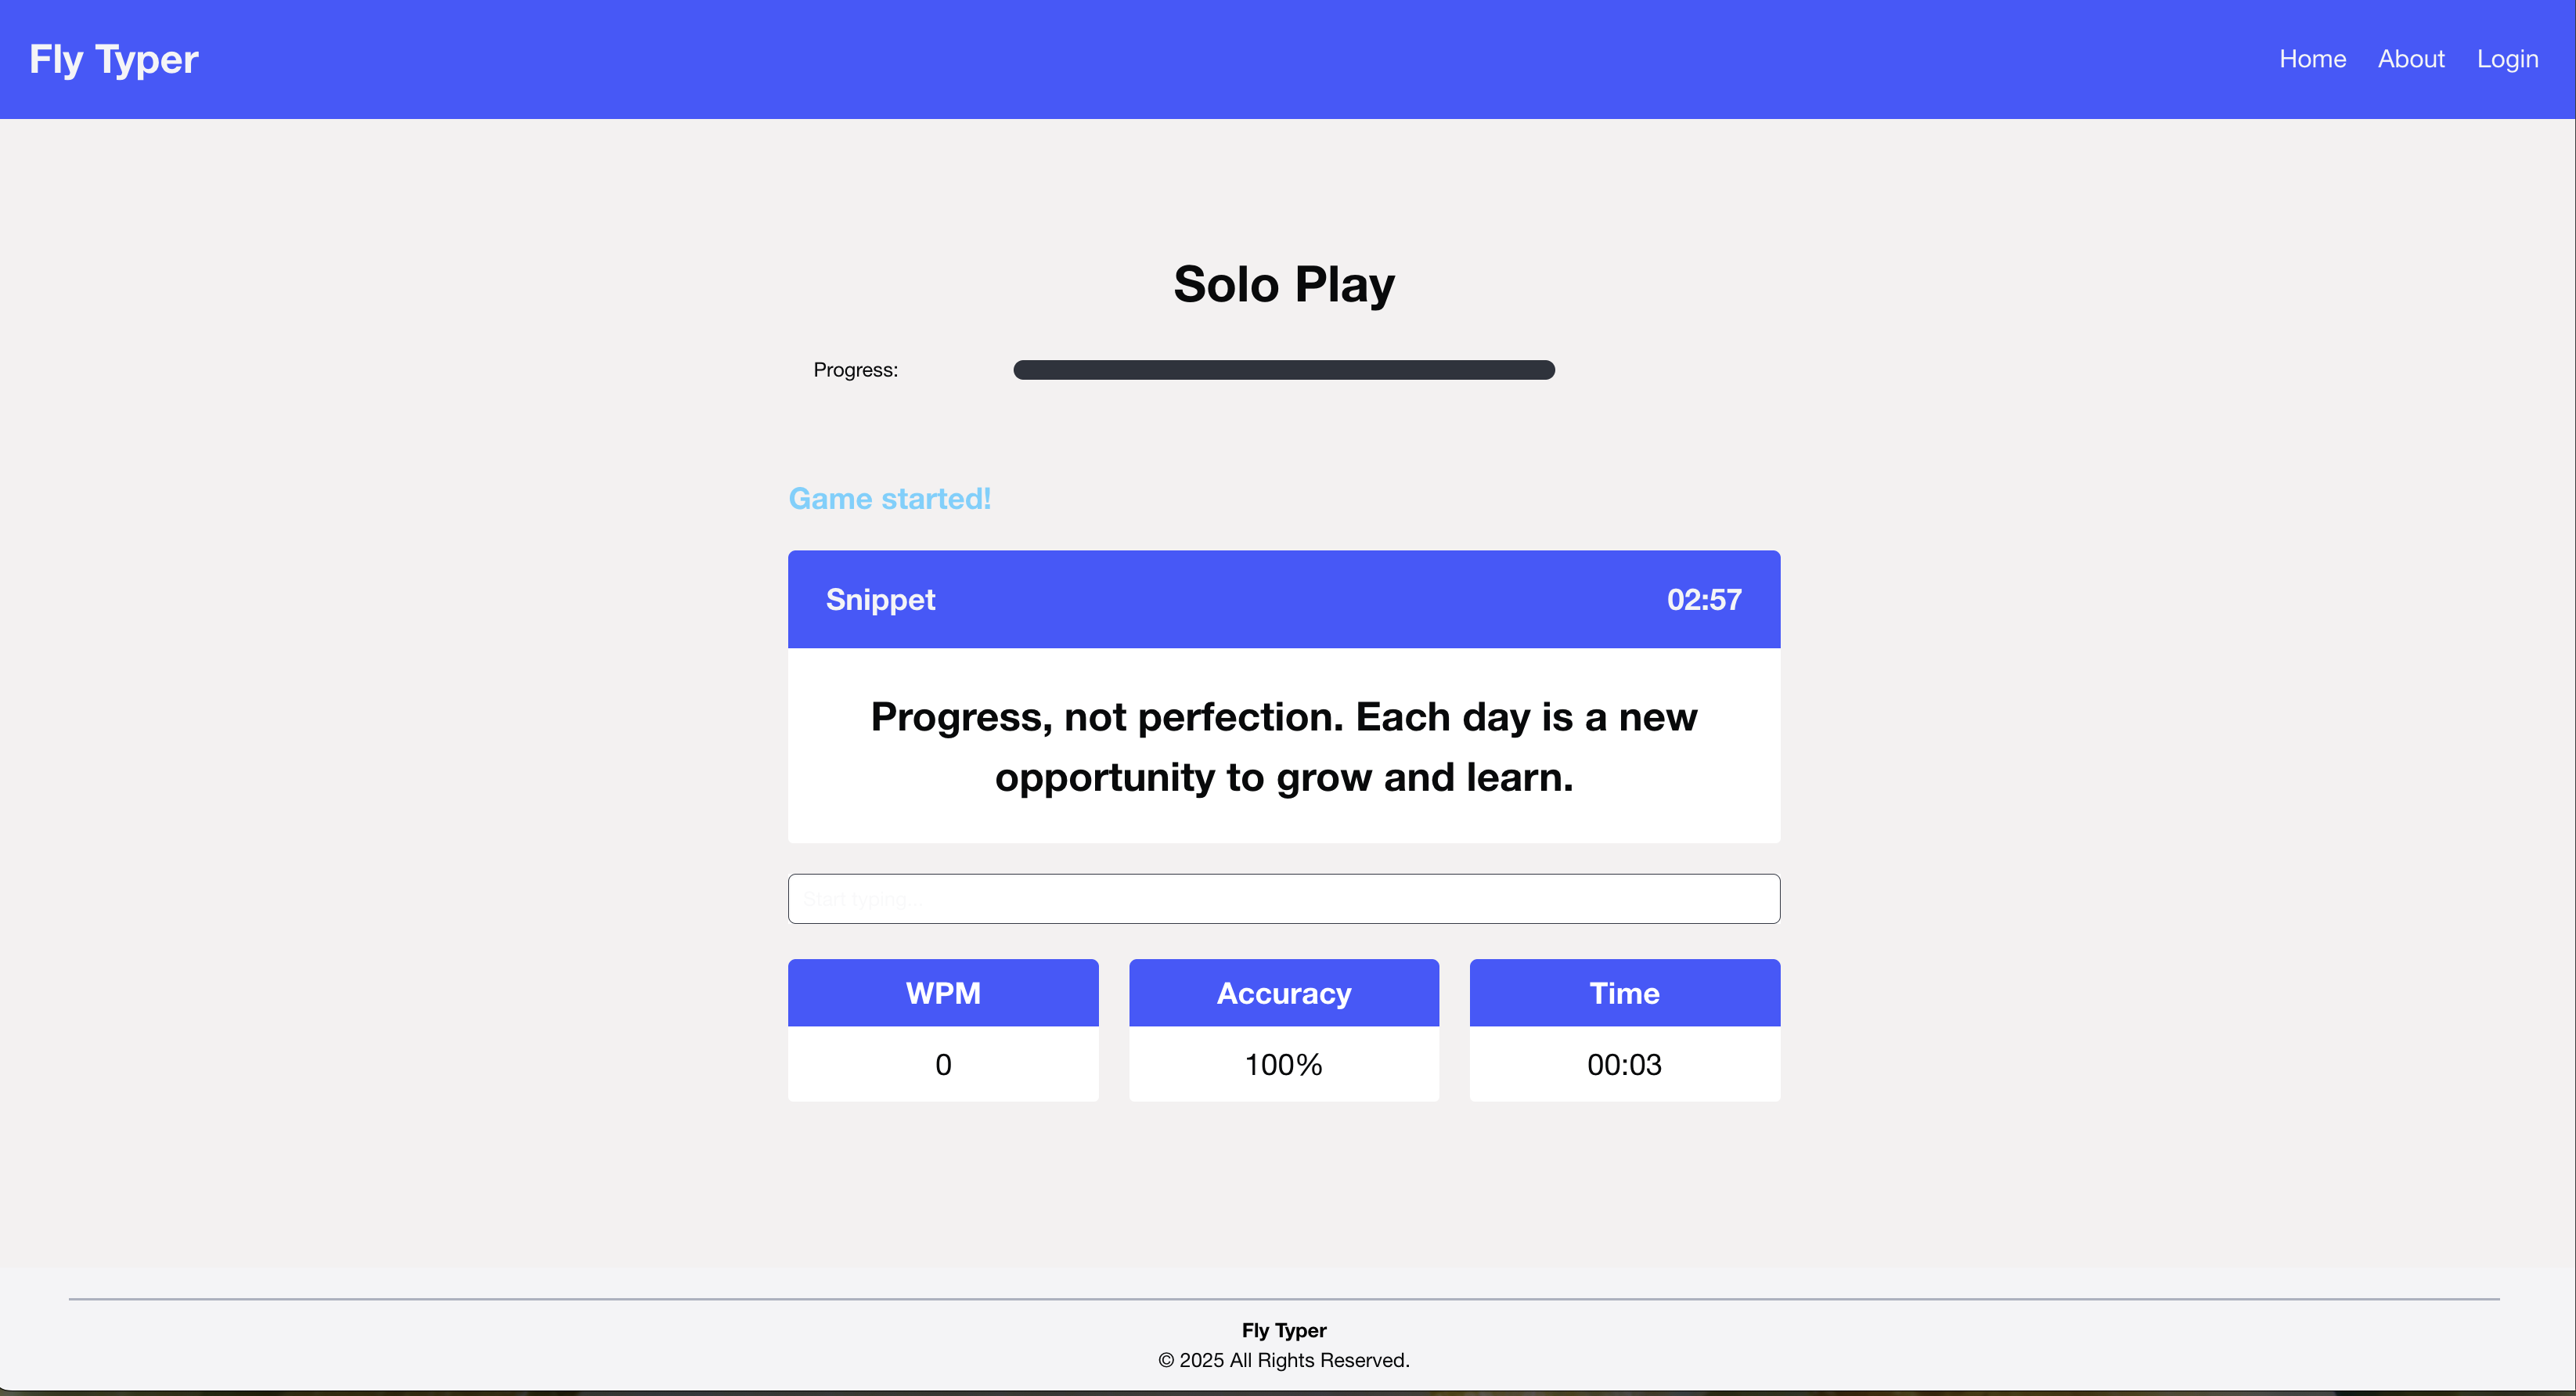 Fly Typer
Home About Login
Solo Play
Progress:
Game started!
Snippet 02:57
Progress, not perfection. Each day is a new
opportunity to grow and learn.
Start typing...
WPM Accuracy Time
0 100% 00:03
Fly Typer
© 2025 All Rights Reserved.